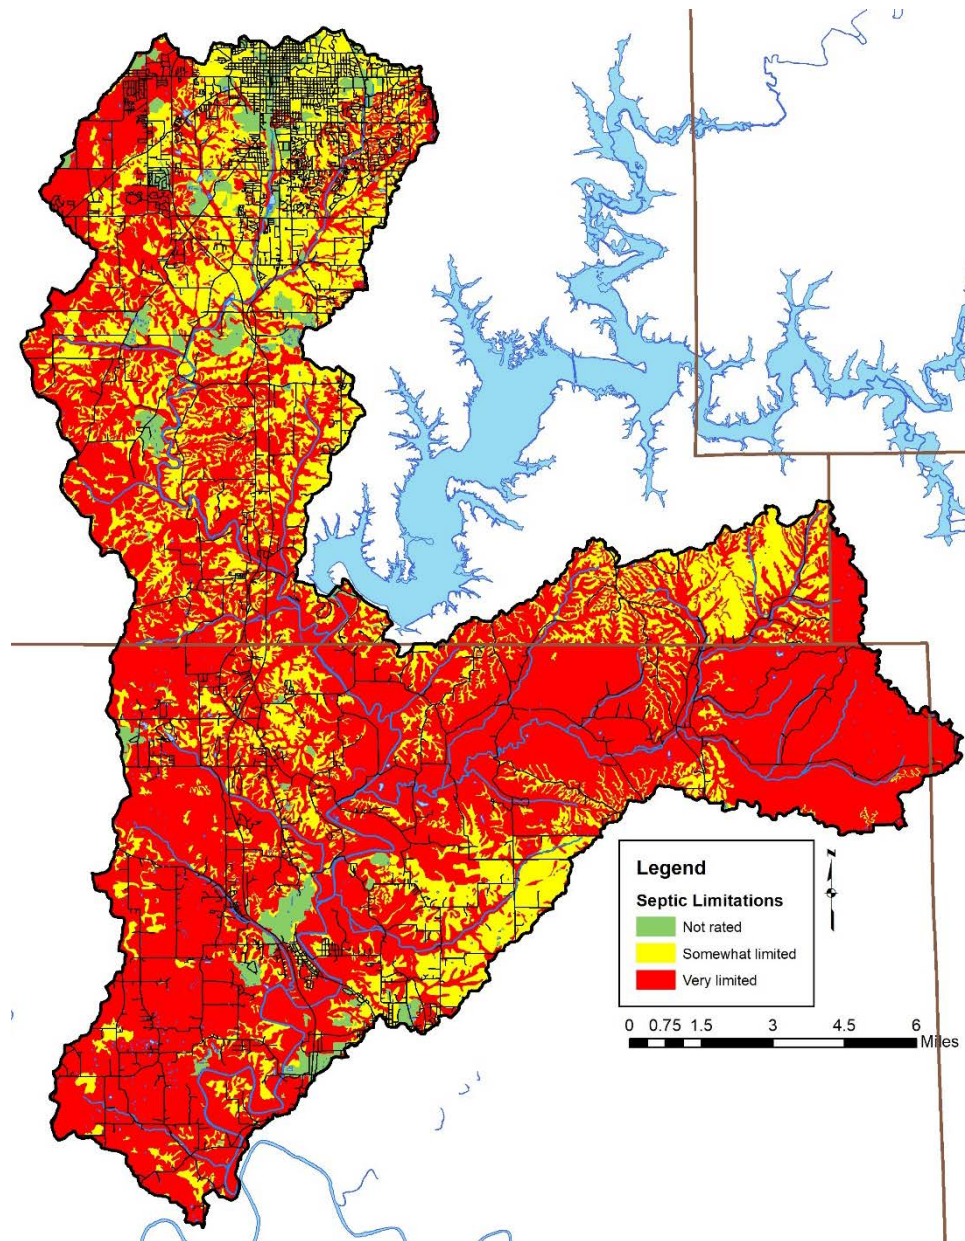 Legend
N
Septic Limitations
Not rated
Somewhat limited
Very limited
0 0.75 1.5 3 4.5 6
Miles